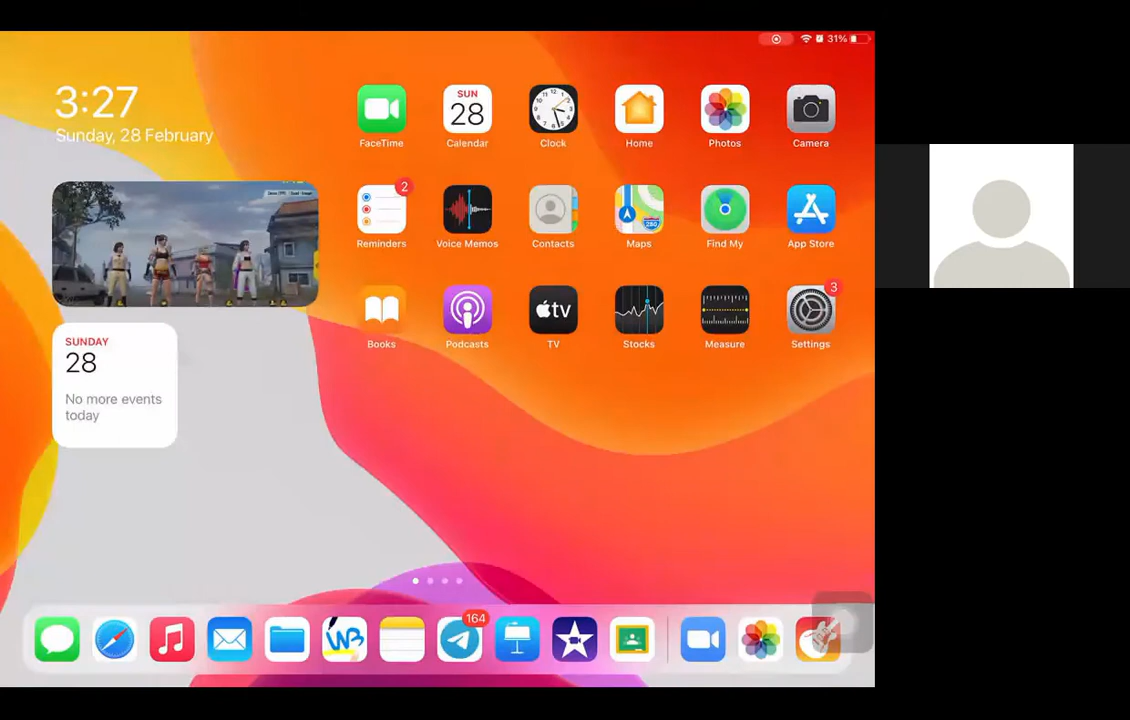 31%
3:27
Sunday, 28 February
SUN
28
FaceTime
Calendar
Clock
Home
Photos
Camera
2
Reminders
Voice Memos
Contacts
Maps
Find My
App Store
3
Books
Podcasts
tv
TV
Stocks
Measure
Settings
SUNDAY
28
No more events
today
WB
164